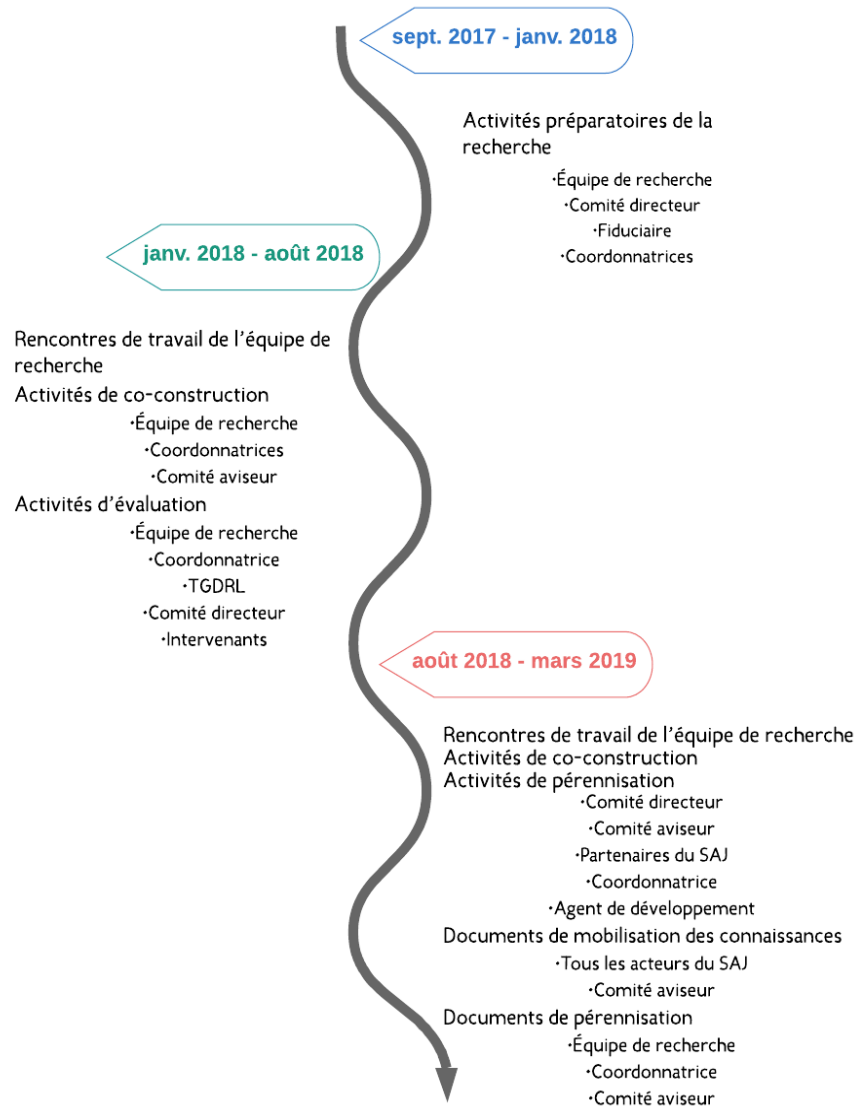 sept. 2017 - janv. 2018
Activités préparatoires de la
recherche
·Équipe de recherche
·Comité directeur
·Fiduciaire
·Coordonnatrices
janv. 2018 - août 2018
Rencontres de travail de l'équipe de
recherche
Activités de co-construction
·Équipe de recherche
·Coordonnatrices
·Comité aviseur
Activités d'évaluation
·Équipe de recherche
·Coordonnatrice
·TGDRL
·Comité directeur
·Intervenants
août 2018 - mars 2019
Rencontres de travail de l'équipe de recherche
Activités de co-construction
Activités de pérennisation
·Comité directeur
·Comité aviseur
·Partenaires du SAJ
·Coordonnatrice
·Agent de développement
Documents de mobilisation des connaissances
·Tous les acteurs du SAJ
·Comité aviseur
Documents de pérennisation
·Équipe de recherche
·Coordonnatrice
·Comité aviseur